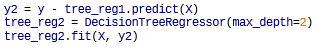 y2 = y - tree_reg1.predict(X)
tree_reg2 = DecisionTreeRegressor(max_depth=2)
tree_reg2.fit(X, y2)